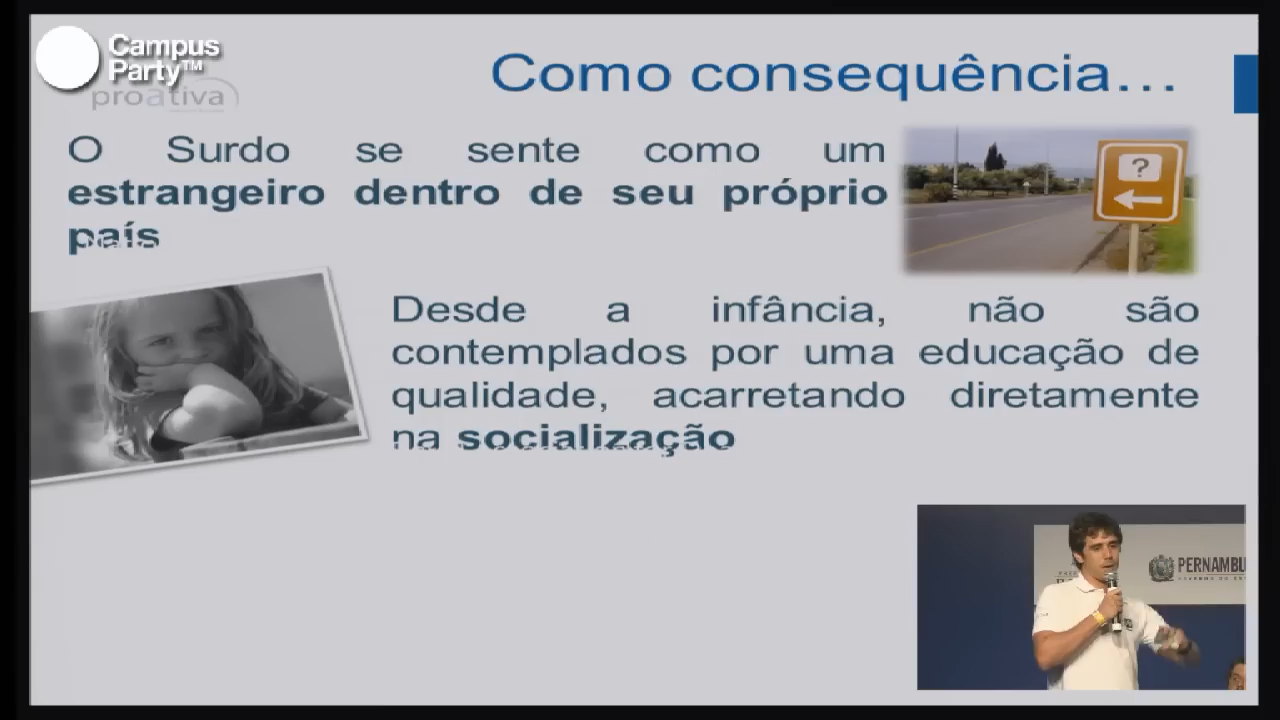 Campus
Party™
proativa
Como consequência...
O Surdo se sente como um
estrangeiro dentro de seu próprio
país
?
Desde a infância, não são
contemplados por uma educação de
qualidade, acarretando diretamente
na socialização
PERNAMBU